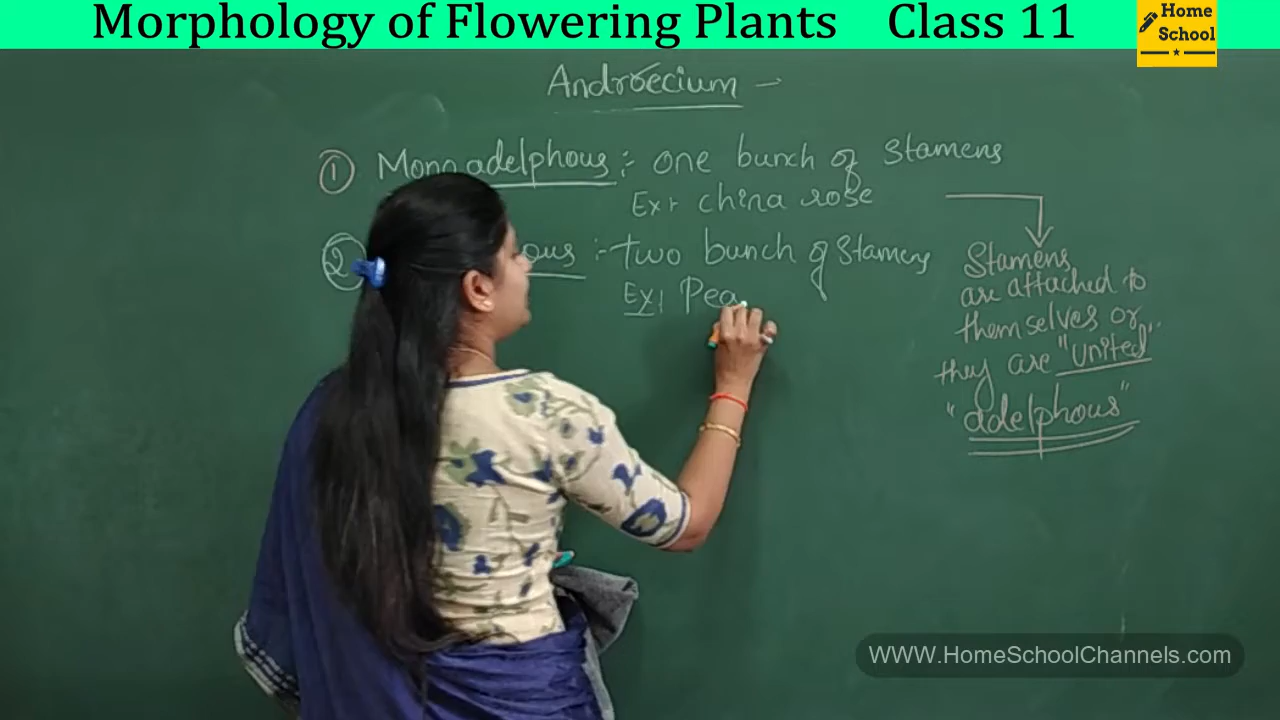 Morphology of Flowering Plants Class 11
Home
School
Androecium -
1 Monoadelphous :- one bunch of stamens
Ex:- china rose
2 ous :- Two bunch of stamens
Ex:- Pea
Stamens
are attached to
themselves or
they are "united"
"adelphous"
WWW.HomeSchoolChannels.com